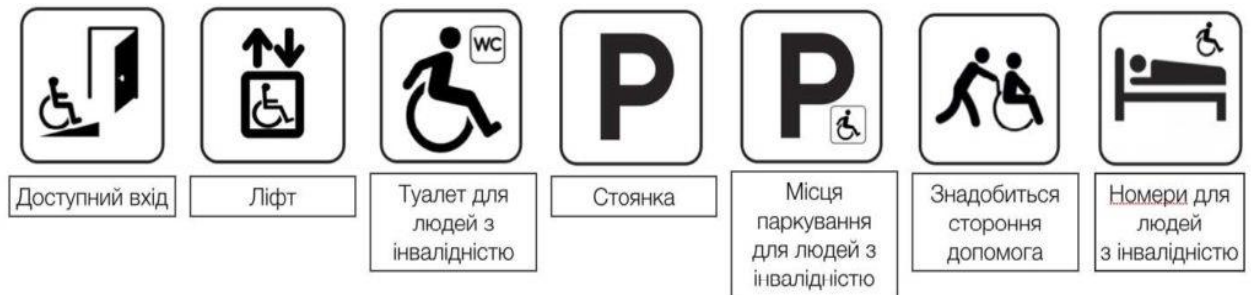 WC
P
P
Доступний вхід
Ліфт
Туалет для
людей з
інвалідністю
Стоянка
Місця
паркування
для людей з
інвалідністю
Знадобиться
стороння
допомога
Номери для
людей
з інвалідністю